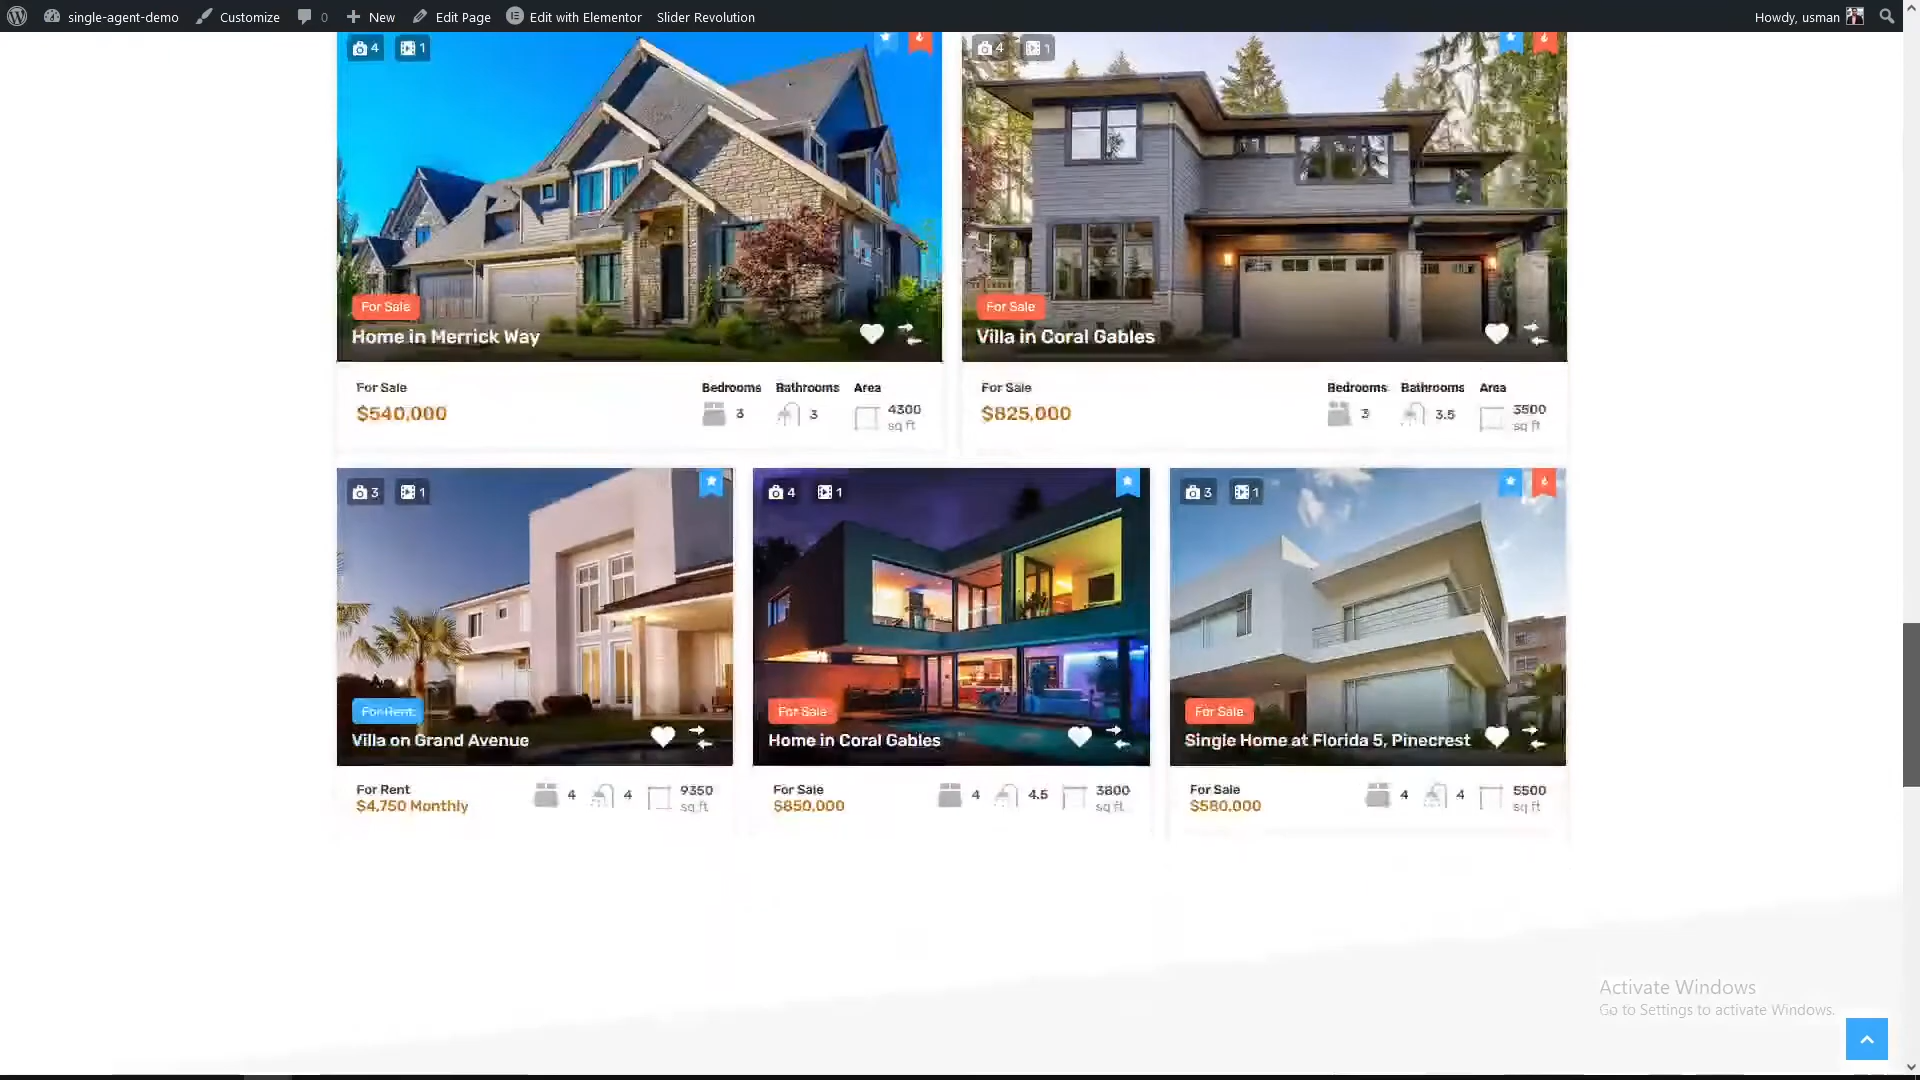 single-agent-demo Customize 0 New Edit Page Edit with Elementor Slider Revolution Howdy, usman
4 1
4 1
For Sale
Home in Merrick Way
For Sale
Villa in Coral Gables
For Sale Bedrooms Bathrooms Area
$540,000 3 3 4300 sq ft
For Sale Bedrooms Bathrooms Area
$825,000 3 3.5 3500 sq ft
3 1
4 1
3 1
For Rent
Villa on Grand Avenue
For Sale
Home in Coral Gables
For Sale
Single Home at Florida 5, Pinecrest
For Rent
$4,750 Monthly 4 4 9350 sq ft
For Sale
$850,000 4 4.5 3800 sq ft
For Sale
$580,000 4 4 5500 sq ft
Activate Windows
Go to Settings to activate Windows.